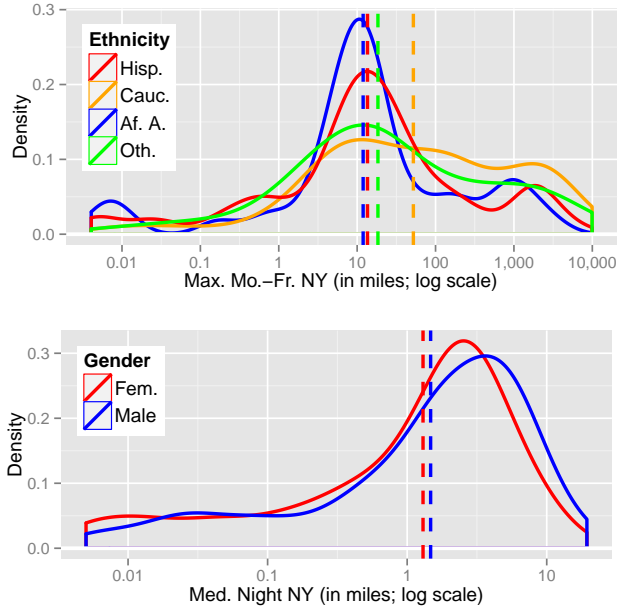 0.3
0.2
0.1
0.0
Density
Ethnicity
Hisp.
Cauc.
Af. A.
Oth.
0.01 0.1 1 10 100 1,000 10,000
Max. Mo.−Fr. NY (in miles; log scale)
0.3
0.2
0.1
0.0
Density
Gender
Fem.
Male
0.01 0.1 1 10
Med. Night NY (in miles; log scale)